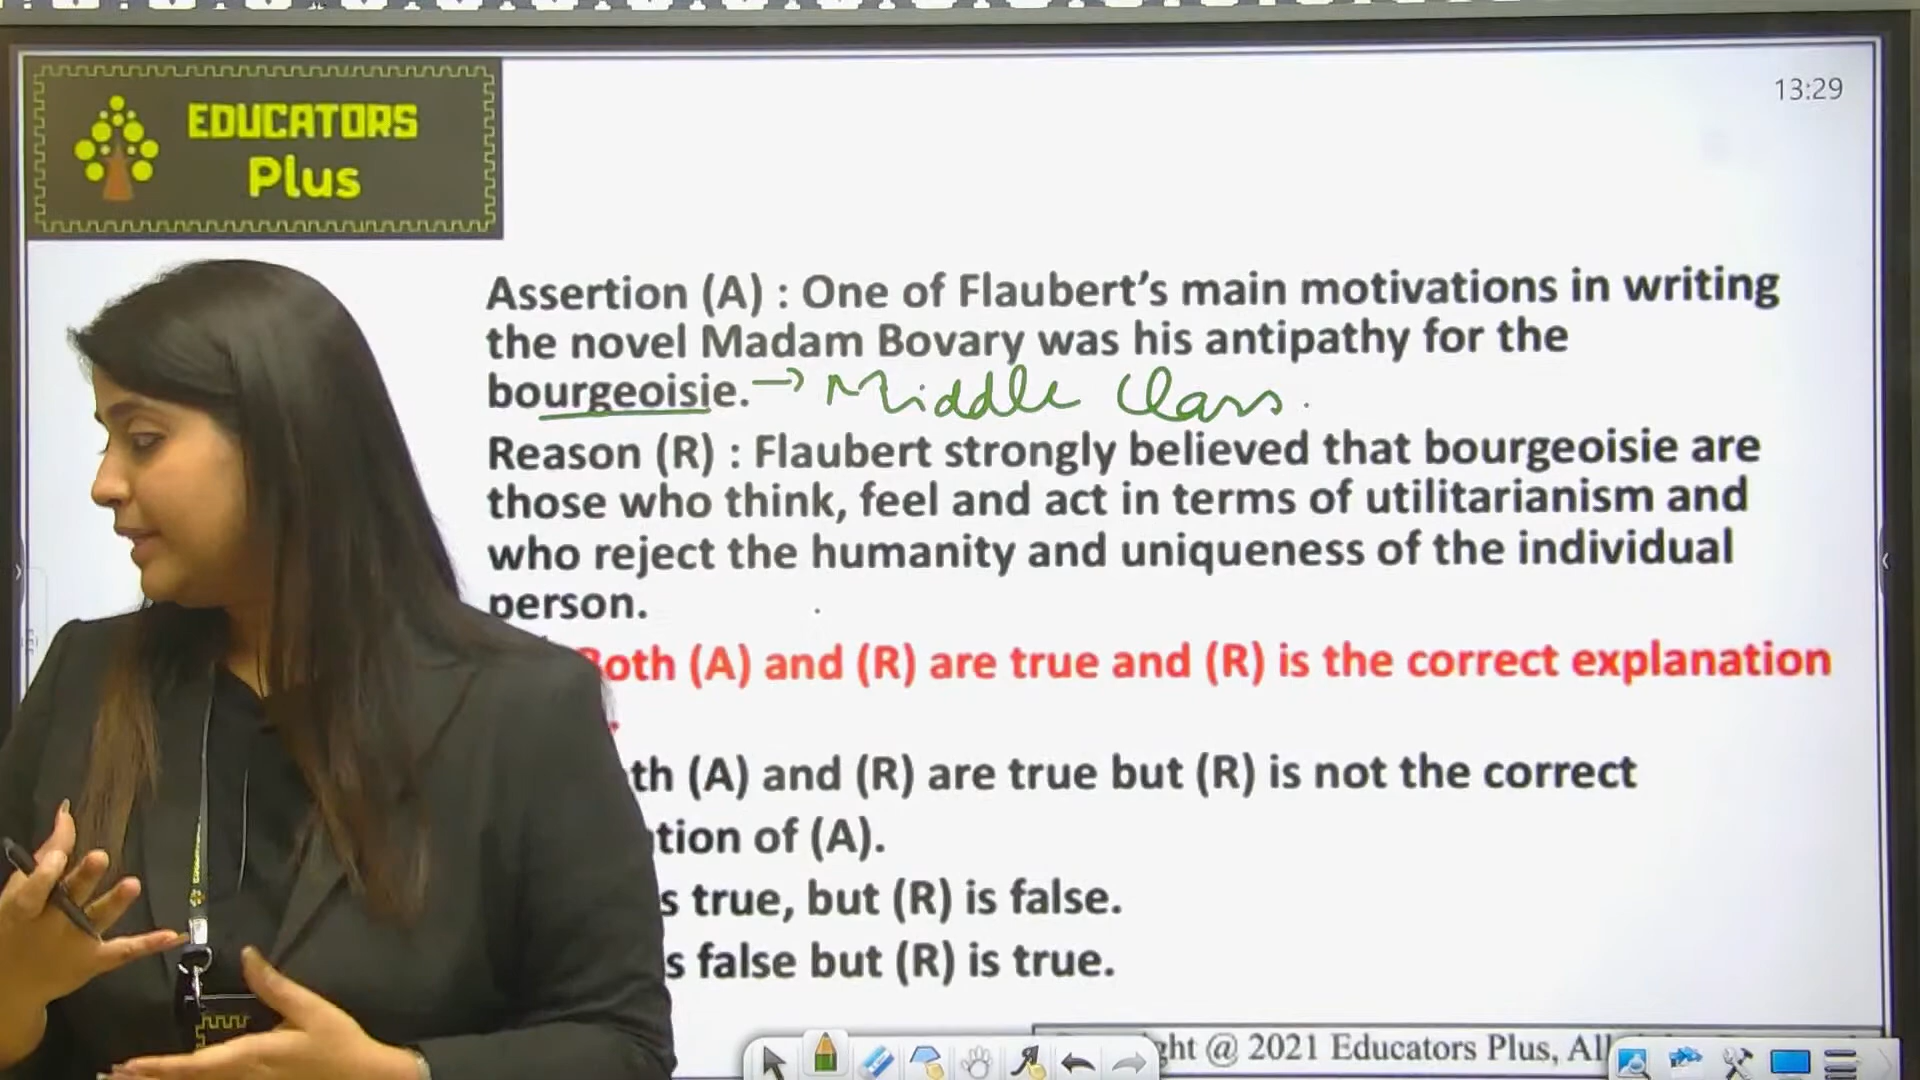 EDUCATORS
Plus
13:29
Assertion (A) : One of Flaubert's main motivations in writing
the novel Madam Bovary was his antipathy for the
bourgeoisie. → Middle Class.
Reason (R) : Flaubert strongly believed that bourgeoisie are
those who think, feel and act in terms of utilitarianism and
who reject the humanity and uniqueness of the individual
person.
Both (A) and (R) are true and (R) is the correct explanation
(A) and (R) are true but (R) is not the correct
of (A).
true, but (R) is false.
false but (R) is true.
@ 2021 Educators Plus,